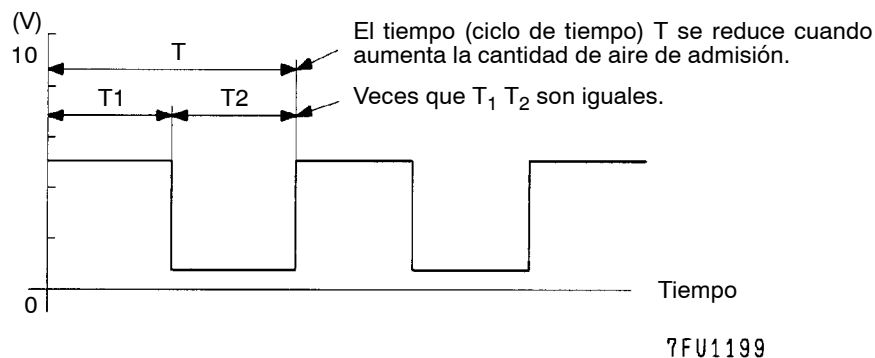 (V)
10
T
El tiempo (ciclo de tiempo) T se reduce cuando
aumenta la cantidad de aire de admisión.
T1
T2
Veces que T₁ T₂ son iguales.
0
Tiempo
7FU1199